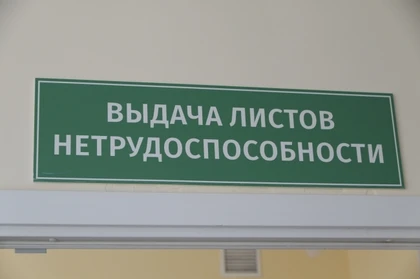 ВЫДАЧА ЛИСТОВ
НЕТРУДОСПОСОБНОСТИ